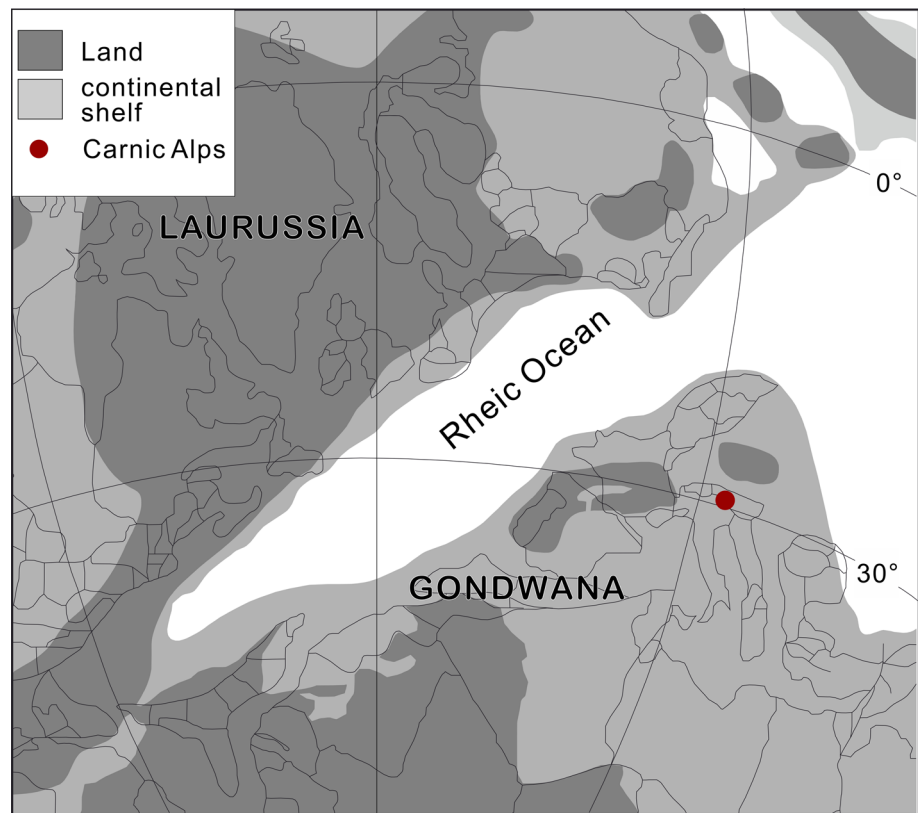 Land
continental
shelf
Carnic Alps
0°
LAURUSSIA
Rheic Ocean
30°
GONDWANA